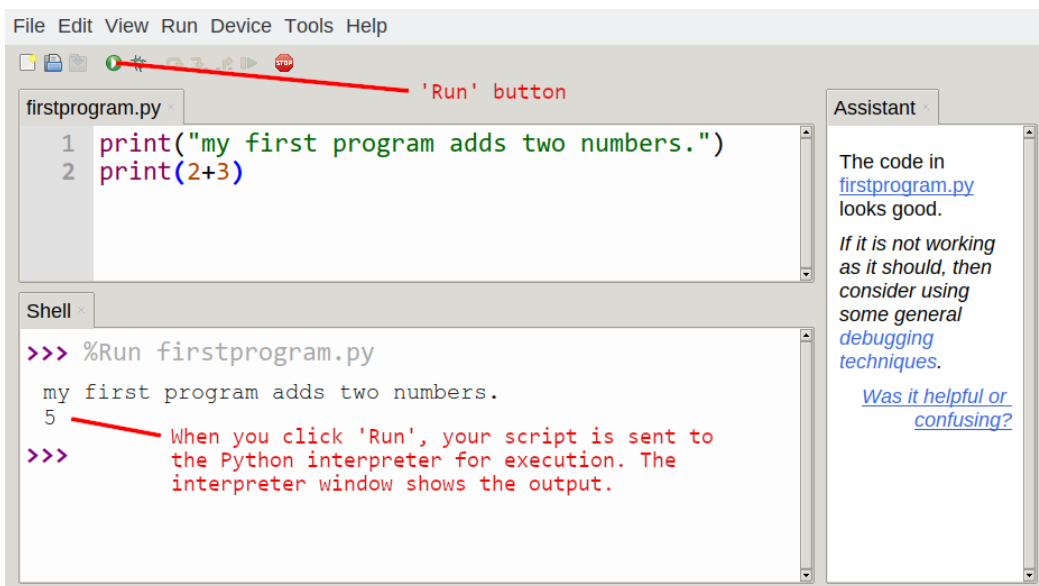 File Edit View Run Device Tools Help
STOP
'Run' button
firstprogram.py ×
1 print("my first program adds two numbers.")
2 print(2+3)
Shell ×
>>> %Run firstprogram.py
my first program adds two numbers.
5
>>>
When you click 'Run', your script is sent to
the Python interpreter for execution. The
interpreter window shows the output.
Assistant ×
The code in
firstprogram.py
looks good.
If it is not working
as it should, then
consider using
some general
debugging
techniques.
Was it helpful or
confusing?